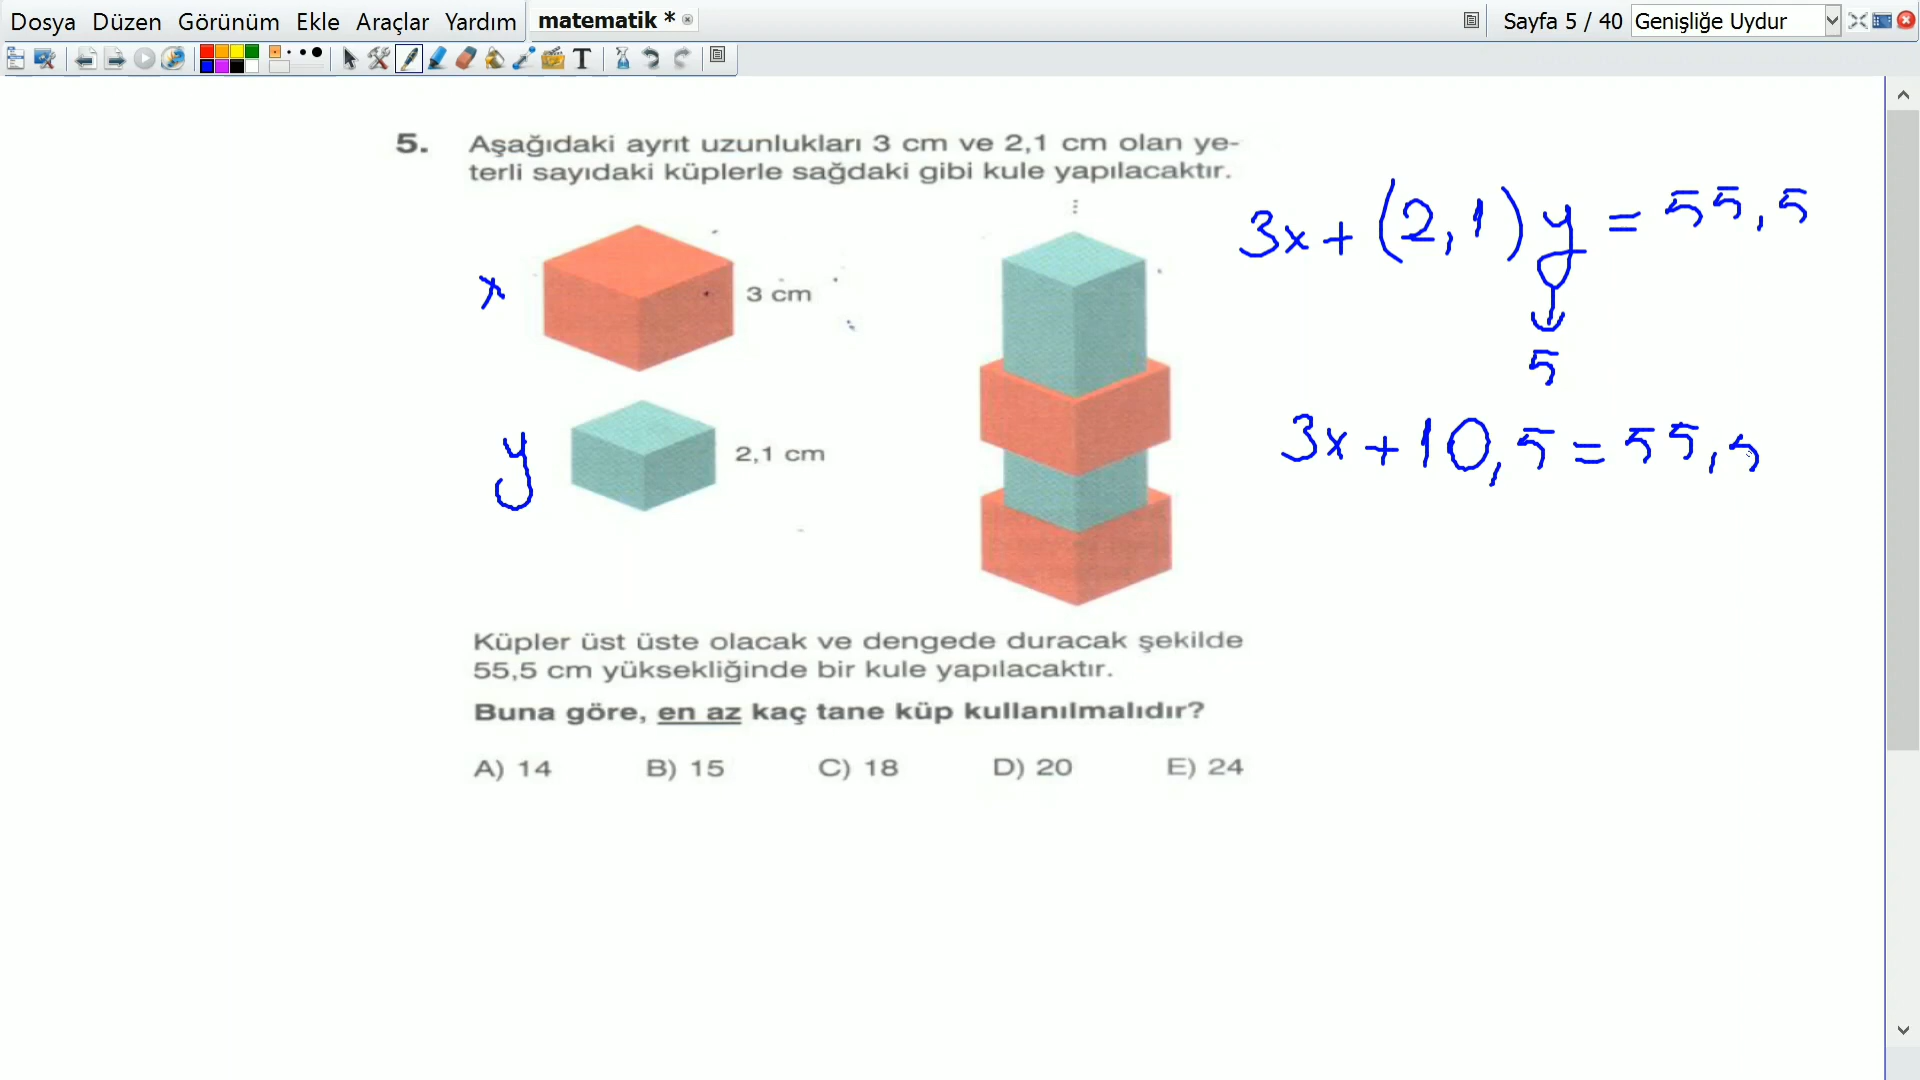 Dosya Düzen Görünüm Ekle Araçlar Yardım
matematik *
Sayfa 5 / 40 Genişliğe Uydur
5. Aşağıdaki ayrıt uzunlukları 3 cm ve 2,1 cm olan ye-
terli sayıdaki küplerle sağdaki gibi kule yapılacaktır.
x
3 cm
y
2,1 cm
3x + (2,1) y = 55,5
5
3x + 10,5 = 55,5
Küpler üst üste olacak ve dengede duracak şekilde
55,5 cm yüksekliğinde bir kule yapılacaktır.
Buna göre, en az kaç tane küp kullanılmalıdır?
A) 14 B) 15 C) 18 D) 20 E) 24